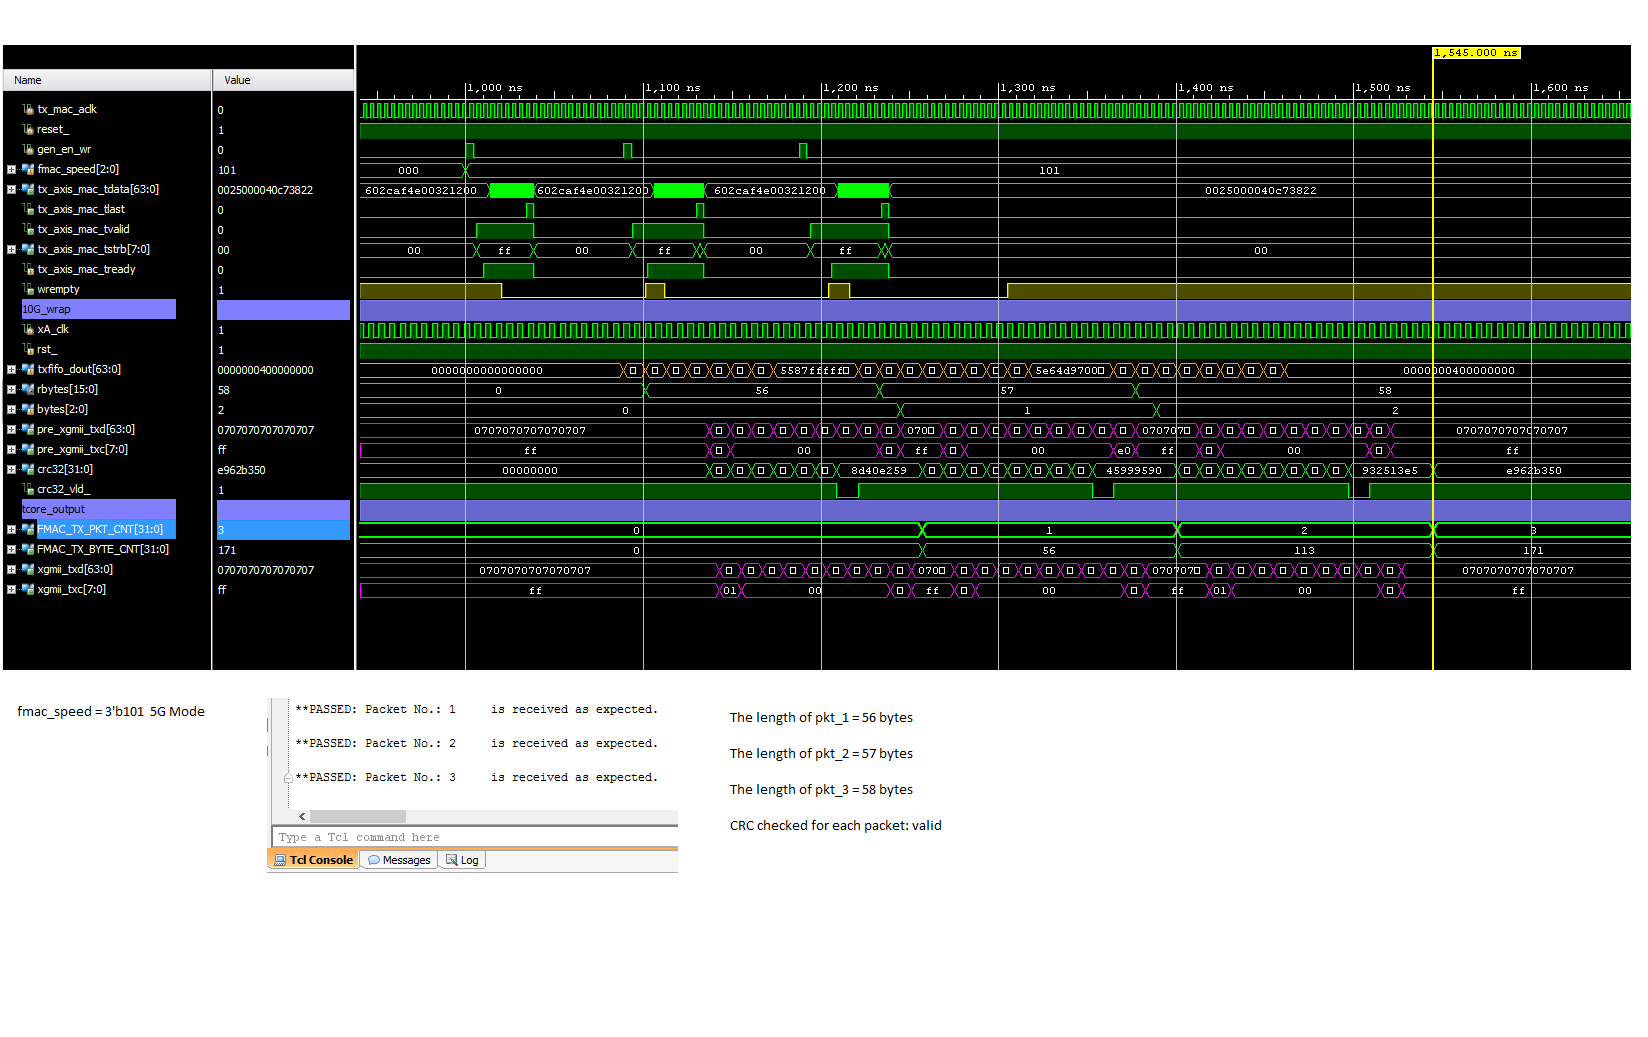 1,545.000 ns
Name Value
1,000 ns 1,100 ns 1,200 ns 1,300 ns 1,400 ns 1,500 ns 1,600 ns
tx_mac_aclk 0
reset_ 1
gen_en_wr 0
fmac_speed[2:0] 101 000 101
tx_axis_mac_tdata[63:0] 0025000040c73822 602caf4e00321200 602caf4e00321200 602caf4e00321200 0025000040c73822
tx_axis_mac_tlast 0
tx_axis_mac_tvalid 0
tx_axis_mac_tstrb[7:0] 00 00 ff 00 ff 00 ff 00
tx_axis_mac_tready 0
wrempty 1
10G_wrap
xA_clk 1
rst_ 1
txfifo_dout[63:0] 0000000400000000 0000000000000000 5587fffff 5e64d9700 0000000400000000
rbytes[15:0] 58 0 56 57 58
bytes[2:0] 2 0 1 2
pre_xgmii_txd[63:0] 0707070707070707 0707070707070707 070 070707 0707070707070707
pre_xgmii_txc[7:0] ff ff 00 ff 00 e0 ff 00 ff
crc32[31:0] e962b350 00000000 8d40e259 45999590 932513e5 e962b350
crc32_vld_ 1
tcore_output
FMAC_TX_PKT_CNT[31:0] 3 0 1 2 3
FMAC_TX_BYTE_CNT[31:0] 171 0 56 113 171
xgmii_txd[63:0] 0707070707070707 0707070707070707 070 070707 0707070707070707
xgmii_txc[7:0] ff ff 01 00 ff 00 ff 01 00 ff
fmac_speed = 3'b101 5G Mode
**PASSED: Packet No.: 1 is received as expected.
**PASSED: Packet No.: 2 is received as expected.
**PASSED: Packet No.: 3 is received as expected.
Type a Tcl command here
Tcl Console Messages Log
The length of pkt_1 = 56 bytes
The length of pkt_2 = 57 bytes
The length of pkt_3 = 58 bytes
CRC checked for each packet: valid